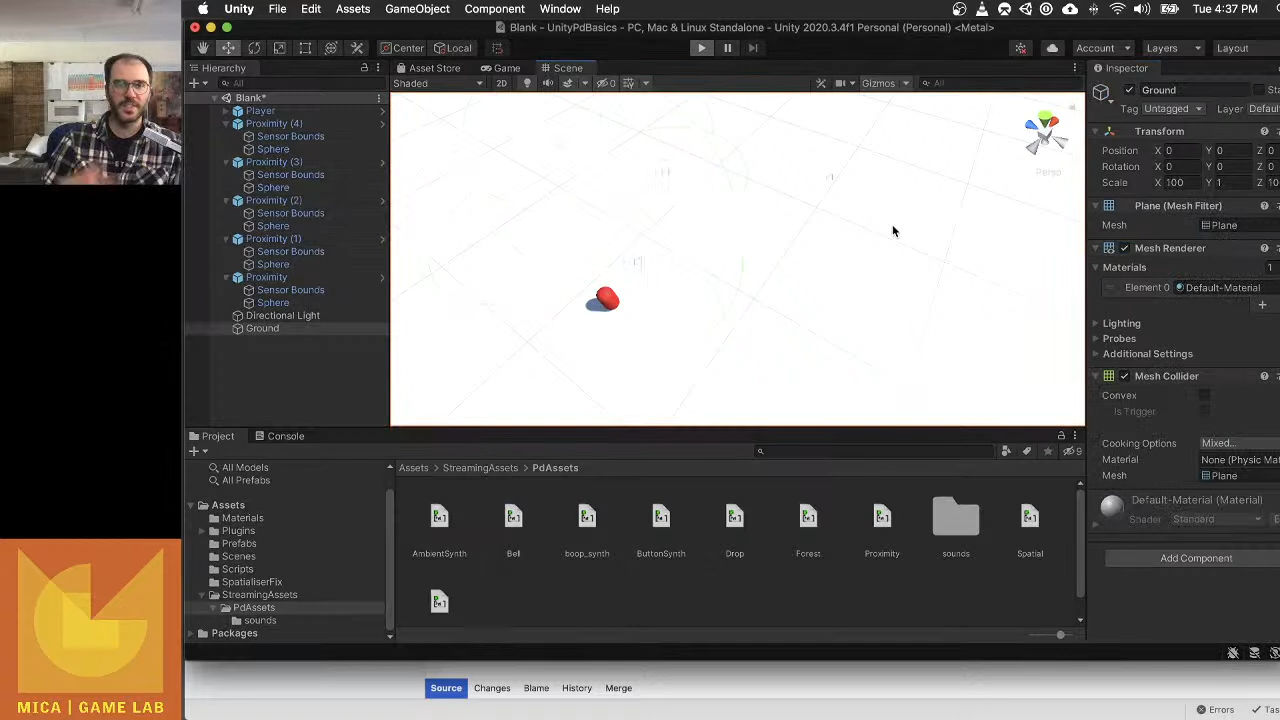 Unity File Edit Assets GameObject Component Window Help Tue 4:37 PM
Blank - UnityPdBasics - PC, Mac & Linux Standalone - Unity 2020.3.4f1 Personal (Personal) <Metal>
Center Local Account Layers Layout
Hierarchy Asset Store Game Scene Inspector
All Shaded 2D 0 Gizmos All
Blank* Ground Sta
Player Tag Untagged Layer Defau
Proximity (4) Transform
Sensor Bounds Position X 0 Y 0 Z 0
Sphere Rotation X 0 Y 0 Z 0
Proximity (3) Scale X 100 Y 1 Z 10
Sensor Bounds Persp
Sphere Plane (Mesh Filter)
Proximity (2) Mesh Plane
Sensor Bounds Mesh Renderer
Sphere Materials 1
Proximity (1) Element 0 Default-Material
Sensor Bounds
Sphere
Proximity
Sensor Bounds
Sphere
Directional Light Lighting
Ground Probes
Additional Settings
Mesh Collider
Convex
Is Trigger
Project Console Cooking Options Mixed...
9 Material None (Physic Mat
All Models Assets > StreamingAssets > PdAssets Mesh Plane
All Prefabs
Assets Default-Material (Material)
Materials Shader Standard
Plugins
Prefabs AmbientSynth Bell boop_synth ButtonSynth Drop Forest Proximity sounds Spatial
Scenes Add Component
Scripts
SpatialiserFix
StreamingAssets
PdAssets
sounds
Packages
Source Changes Blame History Merge
Errors Tas
MICA | GAME LAB